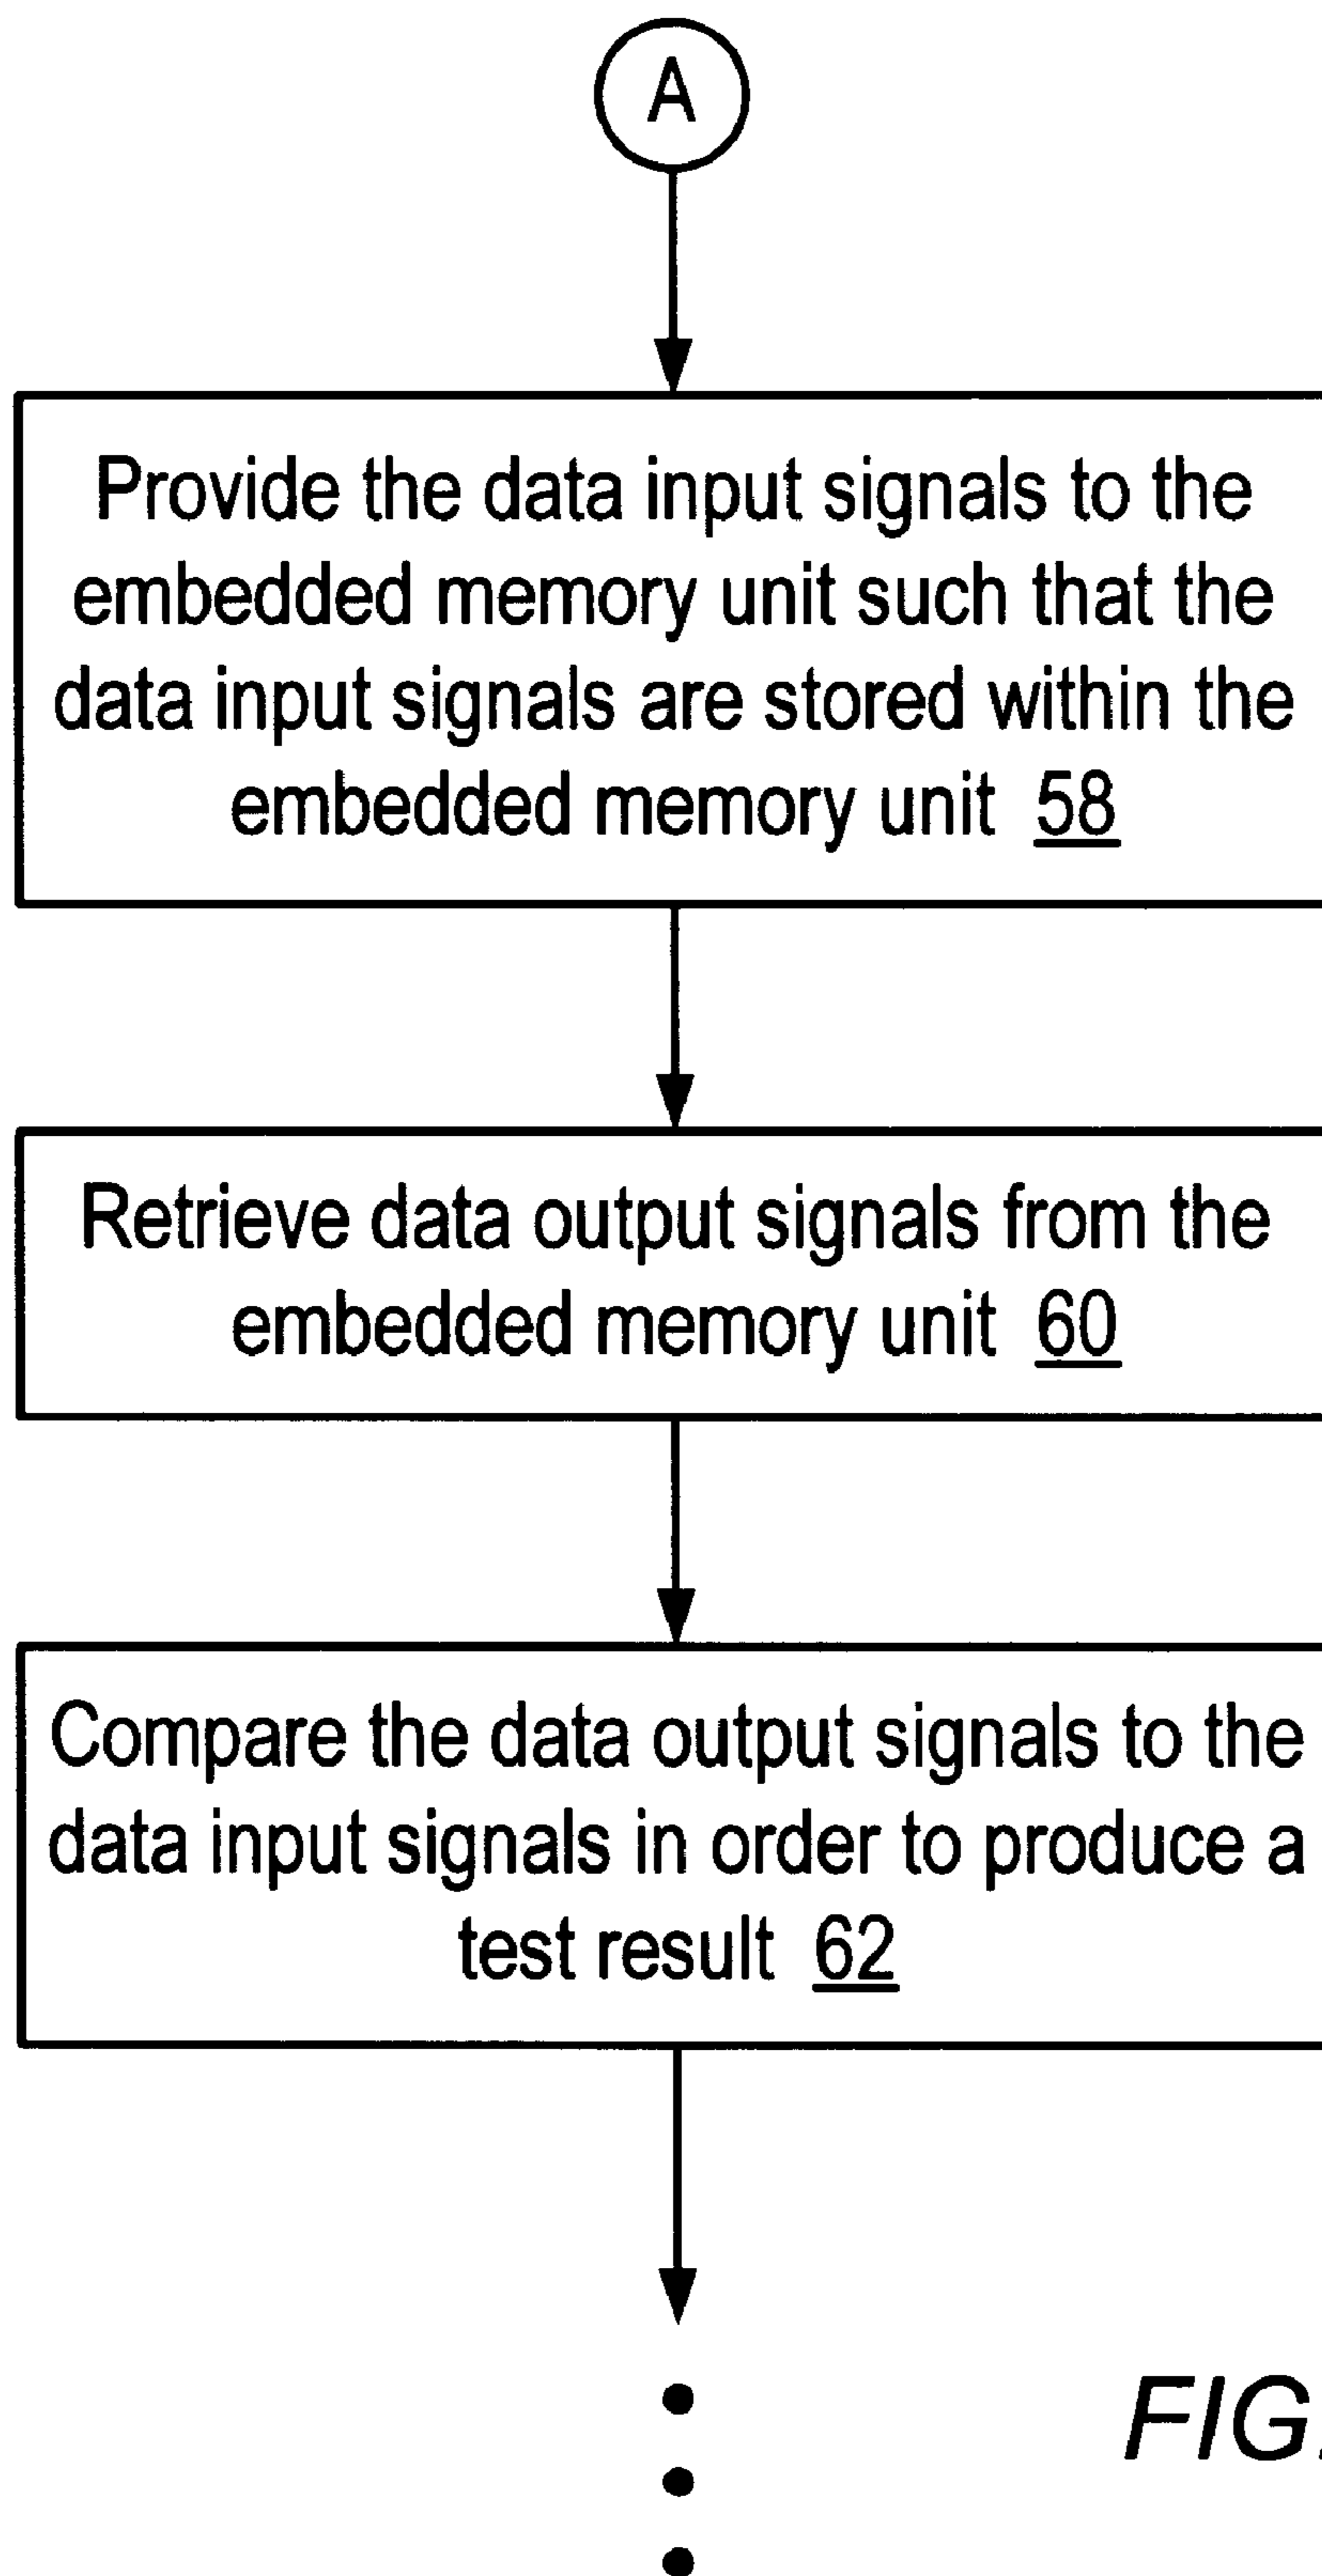 A
Provide the data input signals to the
embedded memory unit such that the
data input signals are stored within the
embedded memory unit 58
Retrieve data output signals from the
embedded memory unit 60
Compare the data output signals to the
data input signals in order to produce a
test result 62
FIG.